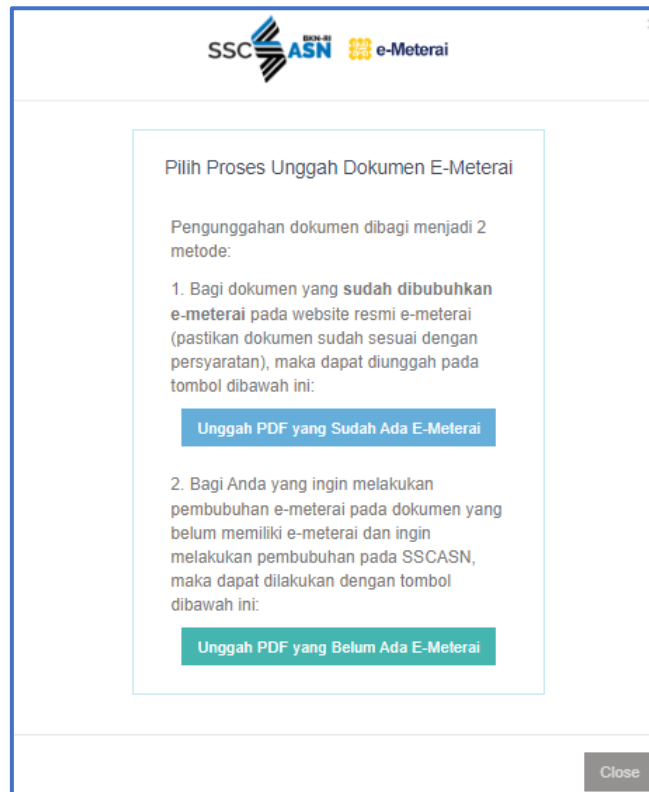 SSC ASN BKN-RI e-Meterai
Pilih Proses Unggah Dokumen E-Meterai
Pengunggahan dokumen dibagi menjadi 2
metode:
1. Bagi dokumen yang sudah dibubuhkan
e-meterai pada website resmi e-meterai
(pastikan dokumen sudah sesuai dengan
persyaratan), maka dapat diunggah pada
tombol dibawah ini:
Unggah PDF yang Sudah Ada E-Meterai
2. Bagi Anda yang ingin melakukan
pembubuhan e-meterai pada dokumen yang
belum memiliki e-meterai dan ingin
melakukan pembubuhan pada SSCASN,
maka dapat dilakukan dengan tombol
dibawah ini:
Unggah PDF yang Belum Ada E-Meterai
Close